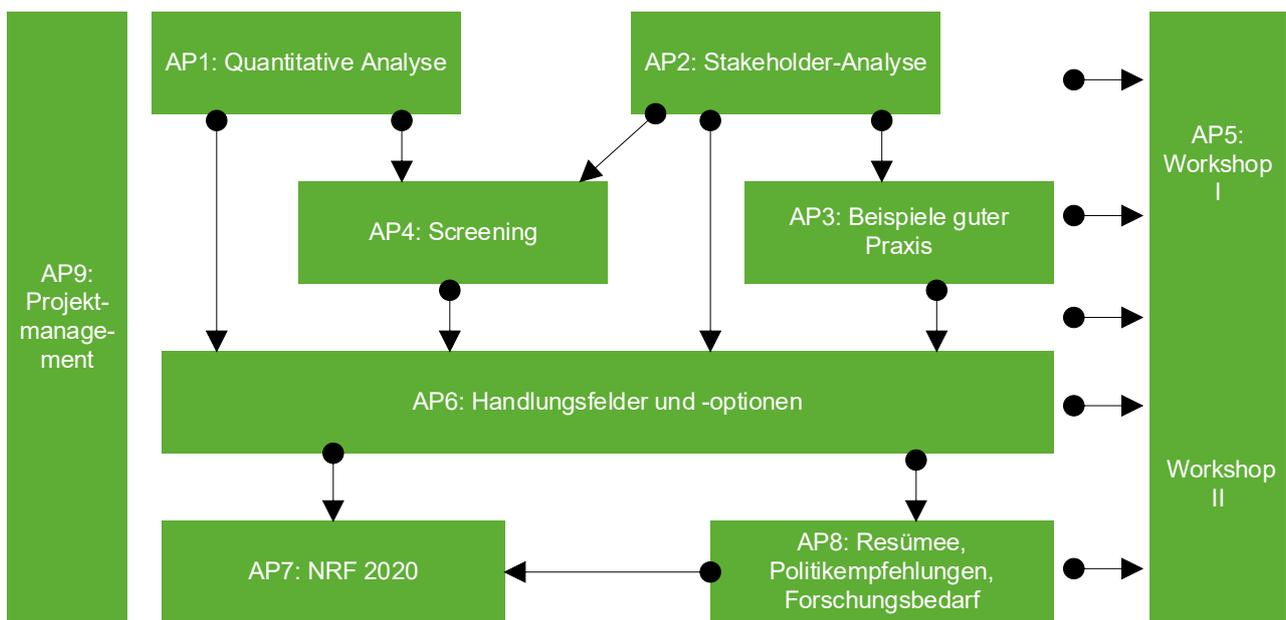 AP1: Quantitative Analyse
AP2: Stakeholder-Analyse
AP5:
Workshop
I
AP4: Screening
AP3: Beispiele guter
Praxis
AP9:
Projekt-
manage-
ment
AP6: Handlungsfelder und -optionen
Workshop
II
AP7: NRF 2020
AP8: Resümee,
Politikempfehlungen,
Forschungsbedarf